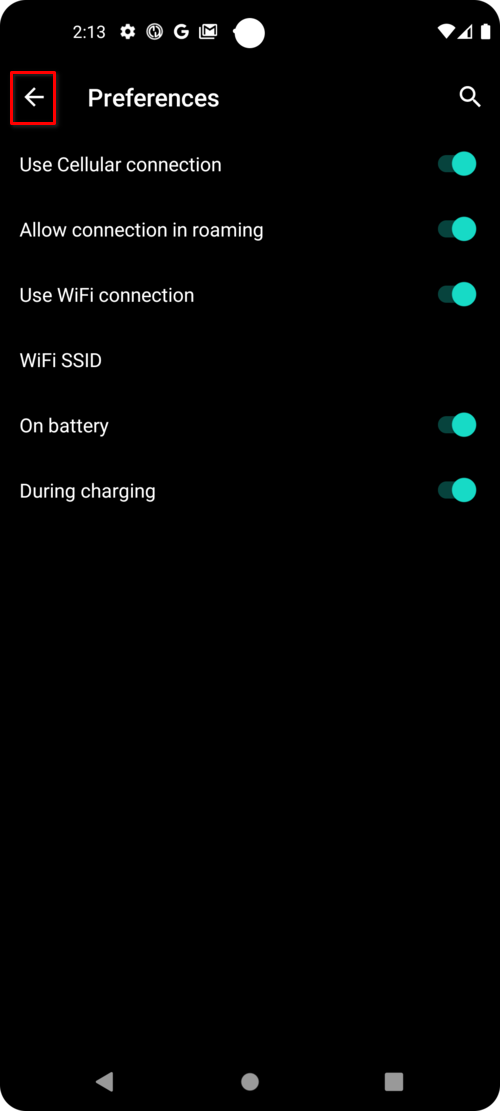 2:13
Preferences
Use Cellular connection
Allow connection in roaming
Use WiFi connection
WiFi SSID
On battery
During charging